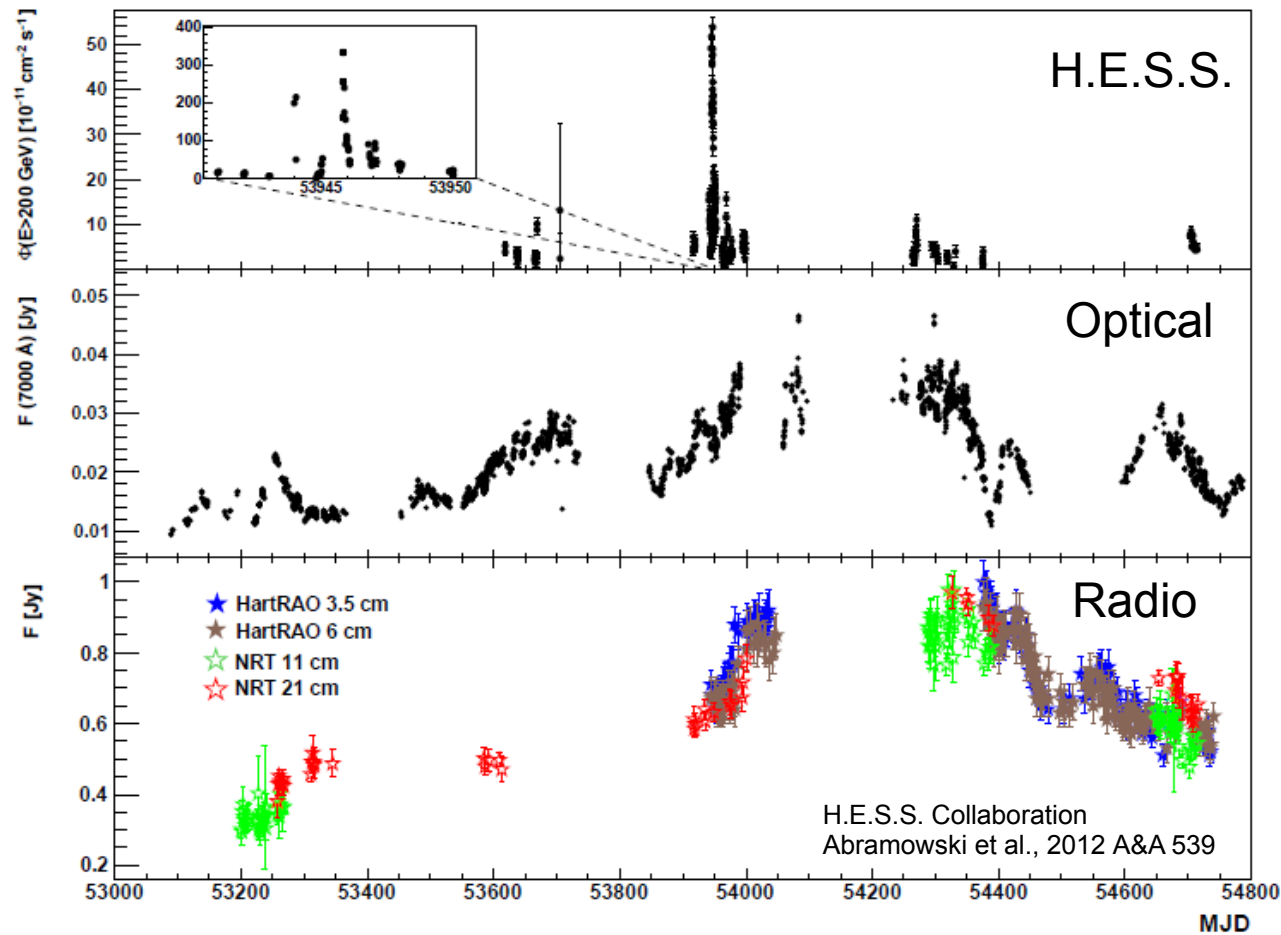 H.E.S.S.
Φ(E>200 GeV) [10⁻¹¹ cm⁻² s⁻¹]
50
40
30
20
10
400
300
200
100
0
53945
53950
Optical
F (7000 Å) [Jy]
0.05
0.04
0.03
0.02
0.01
Radio
F [Jy]
1
0.8
0.6
0.4
0.2
HartRAO 3.5 cm
HartRAO 6 cm
NRT 11 cm
NRT 21 cm
H.E.S.S. Collaboration
Abramowski et al., 2012 A&A 539
53000 53200 53400 53600 53800 54000 54200 54400 54600 54800
MJD